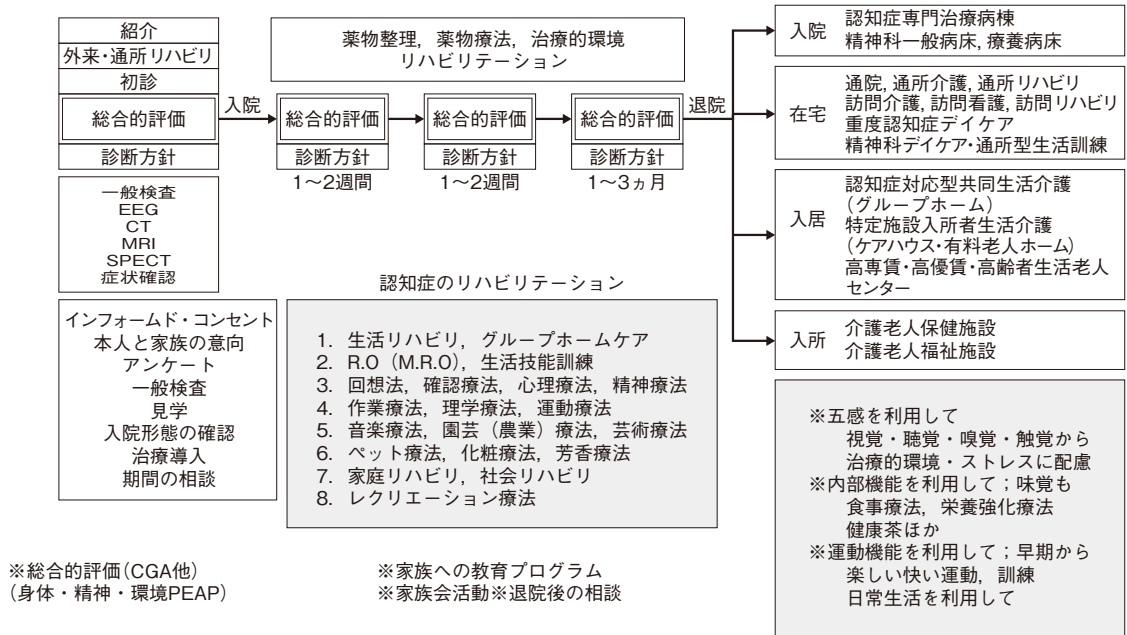 紹介
外来・通所リハビリ
初診
総合的評価
診断方針
入院
薬物整理, 薬物療法, 治療的環境
リハビリテーション
総合的評価
診断方針
1～2週間
総合的評価
診断方針
1～2週間
総合的評価
診断方針
1～3ヵ月
退院
一般検査
EEG
CT
MRI
SPECT
症状確認
インフォームド・コンセント
本人と家族の意向
アンケート
一般検査
見学
入院形態の確認
治療導入
期間の相談
認知症のリハビリテーション
1. 生活リハビリ, グループホームケア
2. R.O（M.R.O）, 生活技能訓練
3. 回想法, 確認療法, 心理療法, 精神療法
4. 作業療法, 理学療法, 運動療法
5. 音楽療法, 園芸（農業）療法, 芸術療法
6. ペット療法, 化粧療法, 芳香療法
7. 家庭リハビリ, 社会リハビリ
8. レクリエーション療法
入院
認知症専門治療病棟
精神科一般病床, 療養病床
在宅
通院, 通所介護, 通所リハビリ
訪問介護, 訪問看護, 訪問リハビリ
重度認知症デイケア
精神科デイケア・通所型生活訓練
入居
認知症対応型共同生活介護
(グループホーム)
特定施設入所者生活介護
(ケアハウス・有料老人ホーム)
高専賃・高優賃・高齢者生活老人
センター
入所
介護老人保健施設
介護老人福祉施設
※五感を利用して
視覚・聴覚・嗅覚・触覚から
治療的環境・ストレスに配慮
※内部機能を利用して；味覚も
食事療法, 栄養強化療法
健康茶ほか
※運動機能を利用して；早期から
楽しい快い運動, 訓練
日常生活を利用して
※総合的評価(CGA他)
(身体・精神・環境PEAP)
※家族への教育プログラム
※家族会活動※退院後の相談